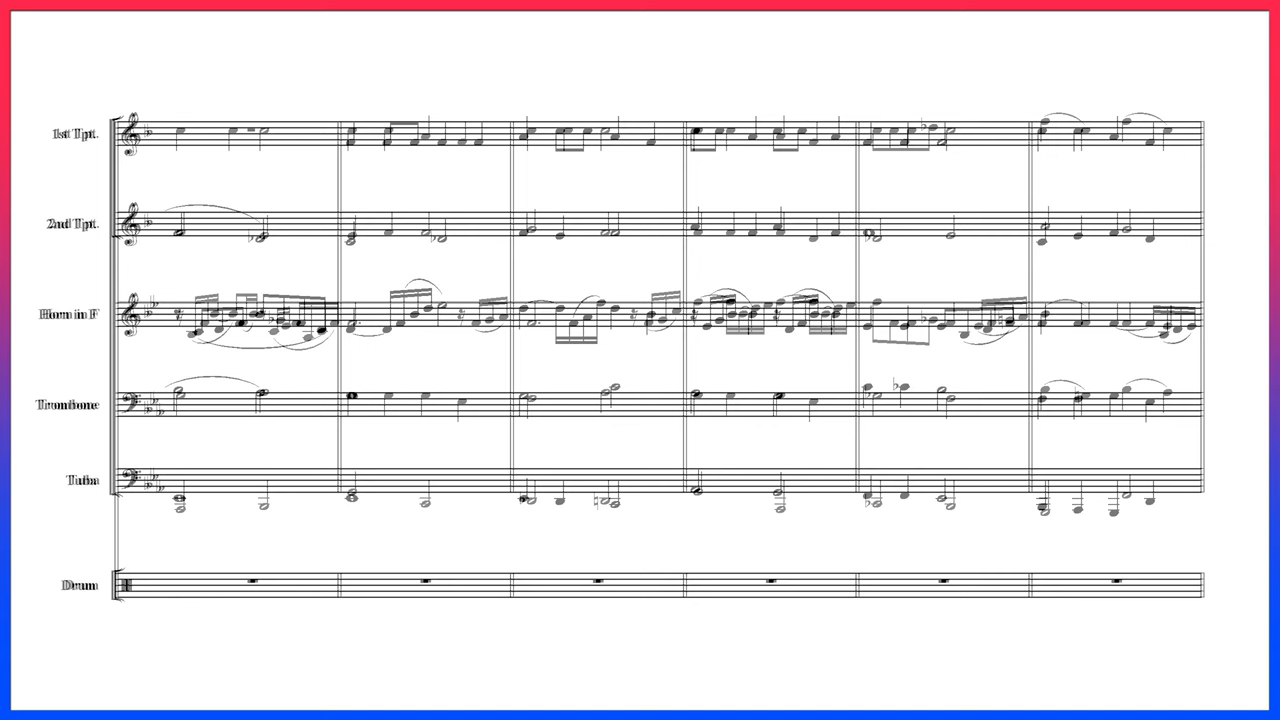 1st Tpt.
2nd Tpt.
Horn in F
Trombone
Tuba
Drum